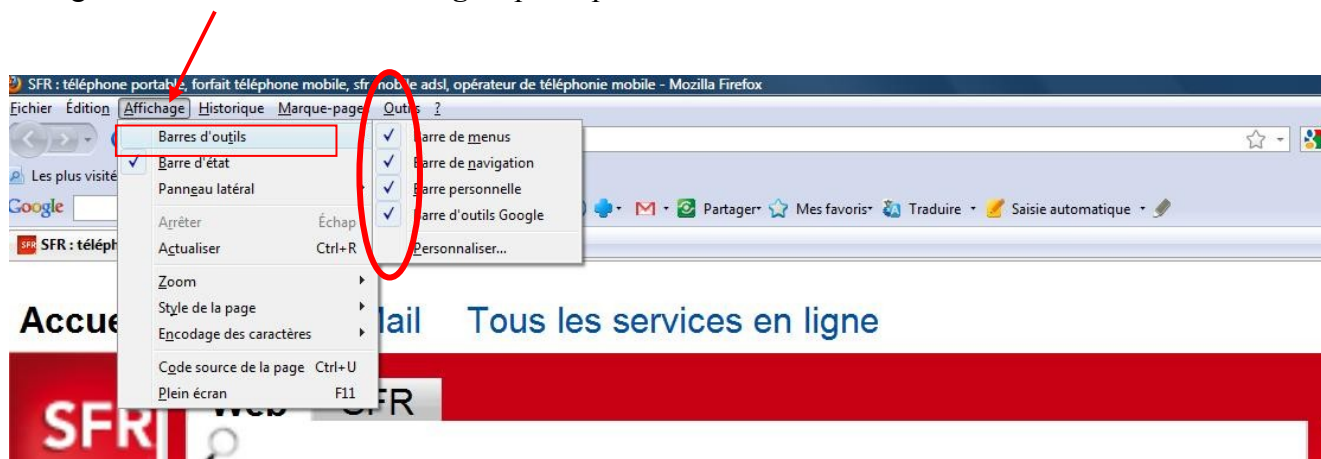 SFR : téléphone portable, forfait téléphone mobile, sfr mobile adsl, opérateur de téléphonie mobile - Mozilla Firefox
Fichier Édition Affichage Historique Marque-pages Outils ?
Barres d'outils
Barre d'état
Panneau latéral
Arrêter Échap
Actualiser Ctrl+R
Zoom
Style de la page
Encodage des caractères
Code source de la page Ctrl+U
Plein écran F11
Barre de menus
Barre de navigation
Barre personnelle
Barre d'outils Google
Personnaliser...
Les plus visité
Google
Partager Mes favoris Traduire Saisie automatique
SFR SFR : téléph
Accue Mail Tous les services en ligne
SFR Web SFR